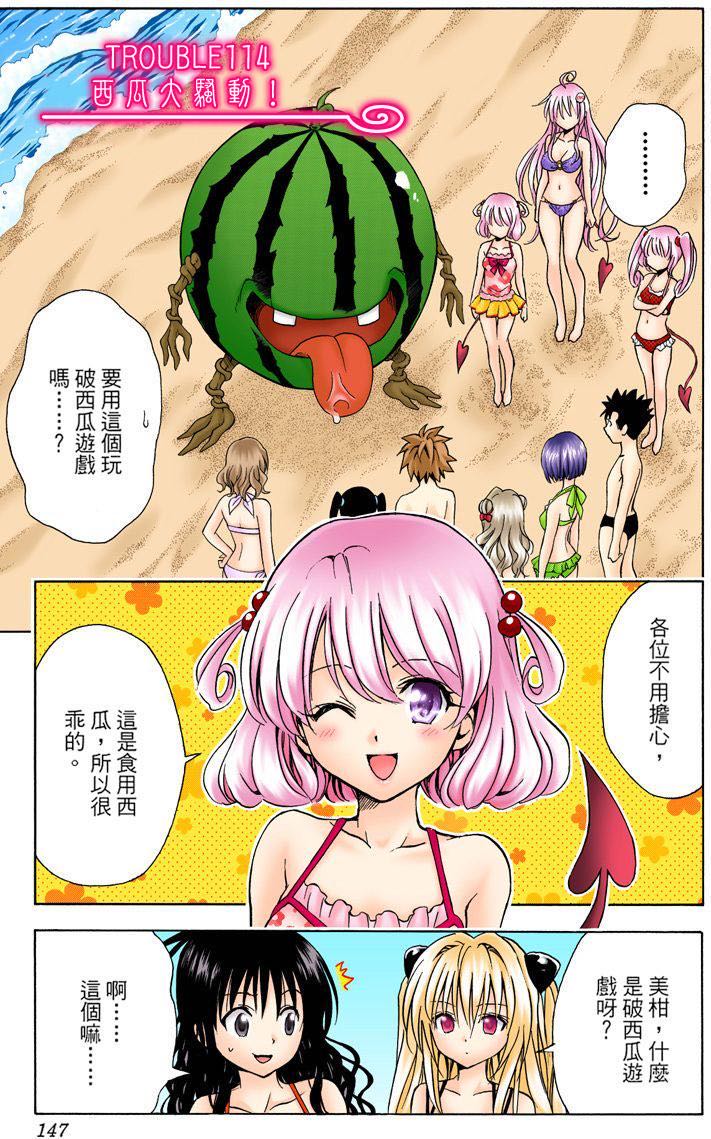 TROUBLE114
西瓜大騷動！
………
要用這個玩
破西瓜遊戲
嗎……？
各位不用擔心，
這是食用西
瓜，所以很
乖的。
美柑，什麼
是破西瓜遊
戲呀？
啊……
這個嘛……
147